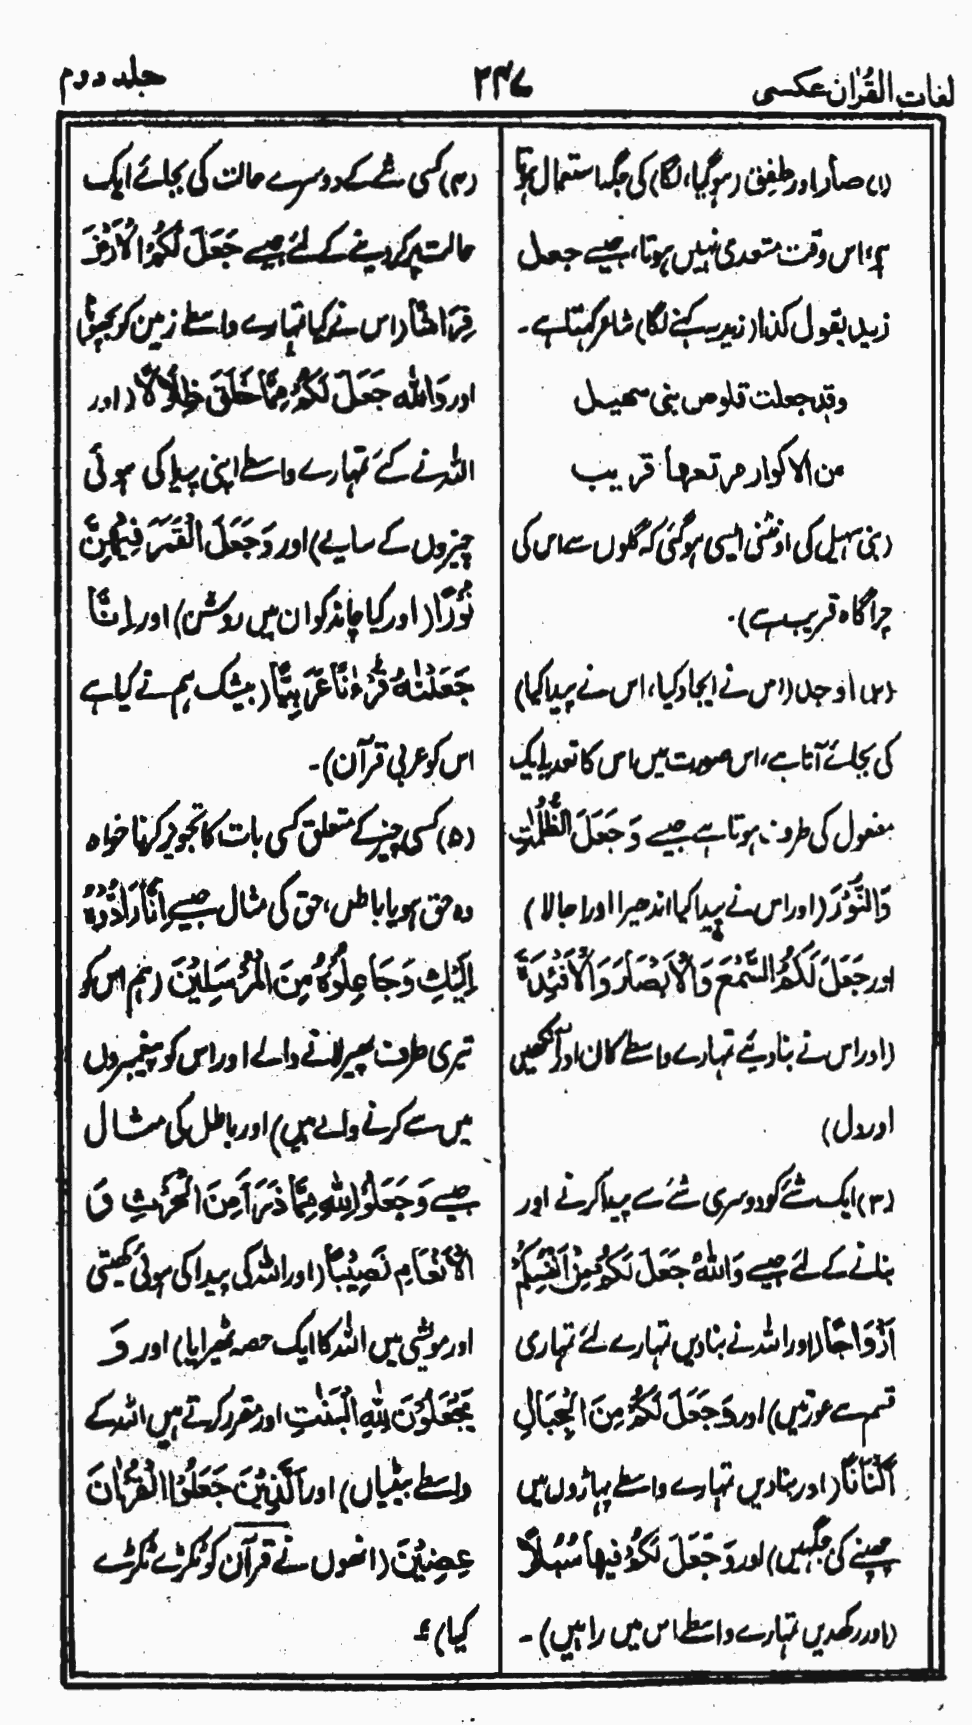 لغات القرآن عکسی
۲۴۷
جلد دوم
(۱) صار اور طفق (ہوگیا، لگا) کی جگہ استعمال ہوتا
ہے، اس وقت متعدی نہیں ہوتا، جیسے جعل
زید یقول کذا (زید یہ کہنے لگا) شاعر کہتا ہے۔
وقد جعلت قلوص بنی سهیل
من الاکوار مرتعها قریب
(بنی سہیل کی اونٹنی ایسی ہوگئی کہ گلوں سے اس کی
چراگاہ قریب ہے)۔
(۲) اوجد (اس نے ایجاد کیا، اس نے پیدا کیا)
کی بجائے آتا ہے، اس صورت میں اس کا تعدیہ ایک
مفعول کی طرف ہوتا ہے جیسے وَجَعَلَ الظُّلُمٰتِ
وَالنُّوْرَ (اور اس نے پیدا کیا اندھیرا اور اجالا)
اور جَعَلَ لَكُمُ السَّمْعَ وَالْاَبْصَارَ وَالْاَفْئِدَةَ
(اور اس نے بنا دیئے تمہارے واسطے کان اور آنکھیں
اور دل)
(۳) ایک شئے کو دوسری شئے سے پیدا کرنے اور
بنانے کے لئے جیسے وَاللّٰهُ جَعَلَ لَكُمْ مِنْ اَنْفُسِكُمْ
اَزْوَاجًا (اور اللہ نے بنا دیں تمہارے لئے تمہاری
قسم سے عورتیں) اور وَجَعَلَ لَكُمْ مِنَ الْجِبَالِ
اَكْنَانًا (اور بنا دیں تمہارے واسطے پہاڑوں میں
چھپنے کی جگہیں) اور وَجَعَلَ لَكُمْ فِيهَا سُبُلًا
(اور رکھدیں تمہارے واسطے اس میں راہیں)۔
(۴) کسی شے کے دوسرے حالت کی بجائے ایک
حالت پر کر دینے کے لئے جیسے جَعَلَ لَكُمُ الْاَرْضَ
فِرَاشًا (اس نے کیا تمہارے واسطے زمین کو بچھونا)
اور وَاللّٰهُ جَعَلَ لَكُمْ مِمَّا خَلَقَ ظِلَالًا (اور
اللہ نے کئے تمہارے واسطے اپنی پیدا کی ہوئی
چیزوں کے سایے) اور وَجَعَلَ الْقَمَرَ فِيْهِنَّ
نُوْرًا (اور کیا چاند کو ان میں روشن) اور اِنَّا
جَعَلْنٰهُ قُرْءٰنًا عَرَبِيًّا (بیشک ہم نے کیا ہے
اس کو عربی قرآن)۔
(۵) کسی چیز کے متعلق کسی بات کا تجویز کرنا خواہ
وہ حق ہو یا باطل، حق کی مثال جیسے اِنَّا رَادُّوْهُ
اِلَيْكِ وَجَاعِلُوْهُ مِنَ الْمُرْسَلِيْنَ (ہم اس کو
تیری طرف پھیر لانے والے اور اس کو پیغمبروں
میں سے کرنے والے ہیں) اور باطل کی مثال
جیسے وَجَعَلُوْا لِلّٰهِ مِمَّا ذَرَاَ مِنَ الْحَرْثِ وَ
الْاَنْعَامِ نَصِيْبًا (اور اللہ کی پیدا کی ہوئی کھیتی
اور مویشی میں اللہ کا ایک حصہ ٹھیرایا) اور وَ
يَجْعَلُوْنَ لِلّٰهِ الْبَنٰتِ اور مقرر کرتے ہیں اللہ کے
واسطے بیٹیاں) اور اَلَّذِيْنَ جَعَلُوا الْقُرْاٰنَ
عِضِيْنَ (انھوں نے قرآن کو ٹکڑے ٹکڑے
کیا)؛